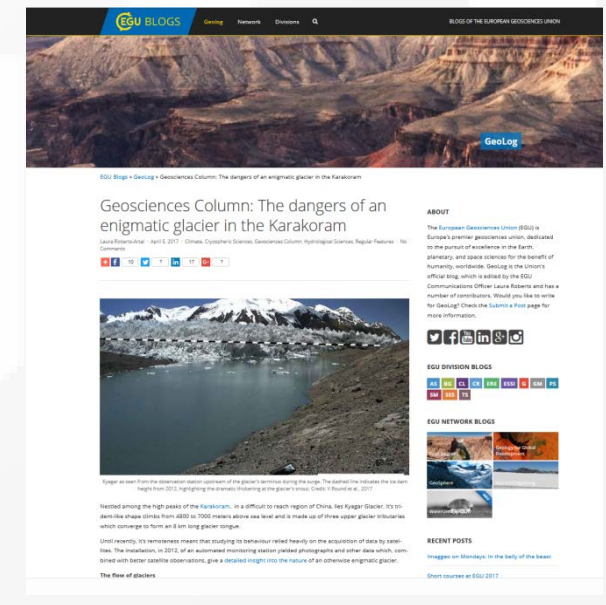 EGU BLOGS
GeoLog Network Divisions
BLOGS OF THE EUROPEAN GEOSCIENCES UNION
GeoLog
EGU Blogs » GeoLog » Geosciences Column: The dangers of an enigmatic glacier in the Karakoram
Geosciences Column: The dangers of an
enigmatic glacier in the Karakoram
Laura Roberts-Artal April 5, 2017 Climate, Cryospheric Sciences, Geosciences Column, Hydrological Sciences, Regular Features No
Comments
10 7 17 7
Kyagar as seen from the observation station upstream of the glacier's terminus during the surge. The dashed line indicates the ice dam
height from 2012, highlighting the dramatic thickening at the glacier's snout. Credit: V Round et al., 2017
Nestled among the high peaks of the Karakoram, in a difficult to reach region of China, lies Kyagar Glacier. It's tri-
dent-like shape climbs from 4800 to 7000 meters above sea level and is made up of three upper glacier tributaries
which converge to form an 8 km long glacier tongue.
Until recently, it's remoteness meant that studying its behaviour relied heavily on the acquisition of data by satel-
lites. The installation, in 2012, of an automated monitoring station yielded photographs and other data which, com-
bined with better satellite observations, give a detailed insight into the nature of an otherwise enigmatic glacier.
The flow of glaciers
ABOUT
The European Geosciences Union (EGU) is
Europe's premier geosciences union, dedicated
to the pursuit of excellence in the Earth,
planetary, and space sciences for the benefit of
humanity, worldwide. GeoLog is the Union's
official blog, which is edited by the EGU
Communications Officer Laura Roberts and has a
number of contributors. Would you like to write
for GeoLog? Check the Submit a Post page for
more information.
EGU DIVISION BLOGS
AS BG CL CR ERE ESSI G GM PS
SM SSS TS
EGU NETWORK BLOGS
Geology for Global
Development
GeoSphere
RECENT POSTS
Imaggeo on Mondays: In the belly of the beast
Short courses at EGU 2017